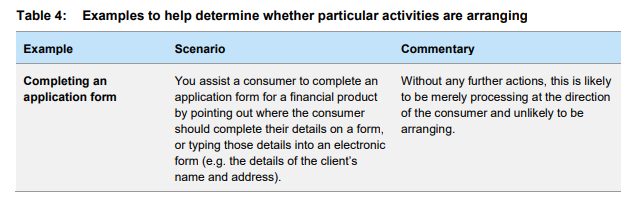 Table 4: Examples to help determine whether particular activities are arranging
Example Scenario Commentary
Completing an You assist a consumer to complete an Without any further actions, this is likely
application form application form for a financial product to be merely processing at the direction
by pointing out where the consumer of the consumer and unlikely to be
should complete their details on a form, arranging.
or typing those details into an electronic
form (e.g. the details of the client's
name and address).